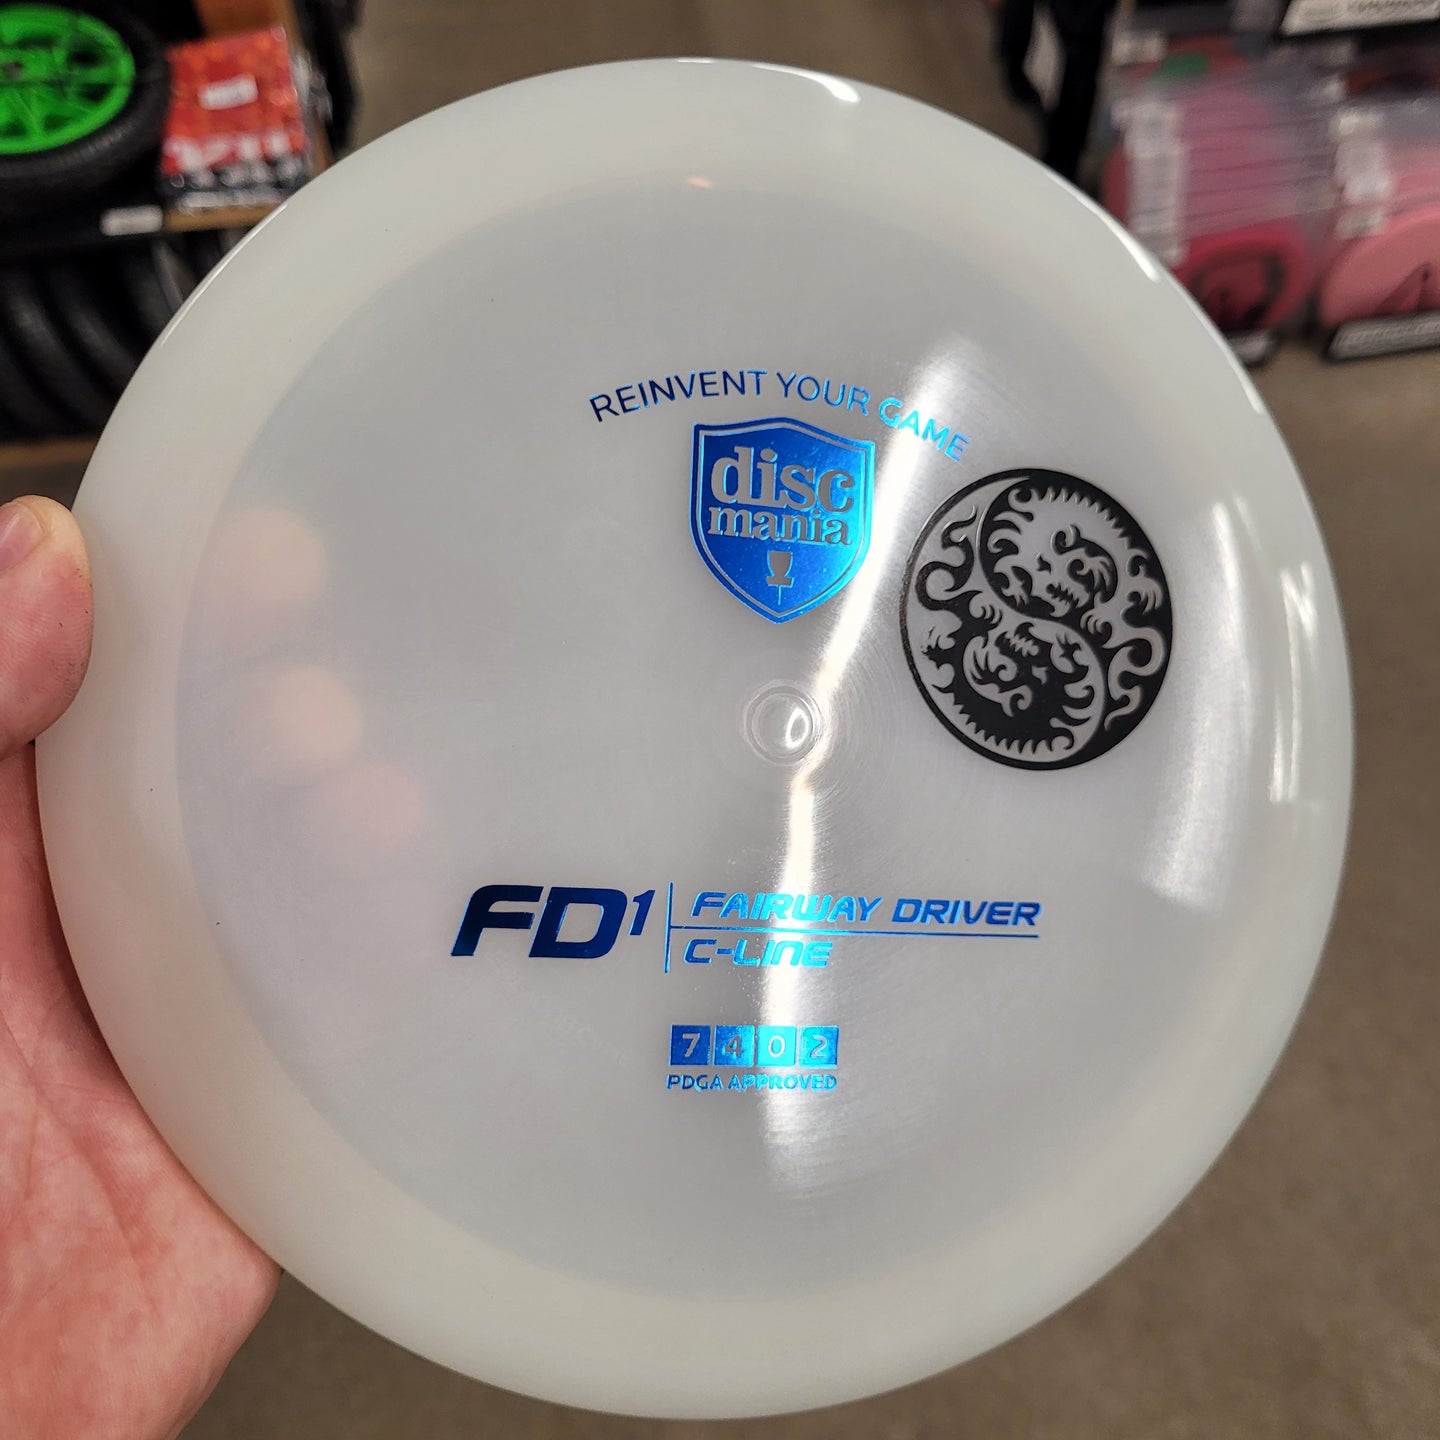 REINVENT YOUR GAME
disc
mania
FD1
FAIRWAY DRIVER
C-LINE
7 4 0 2
PDGA APPROVED